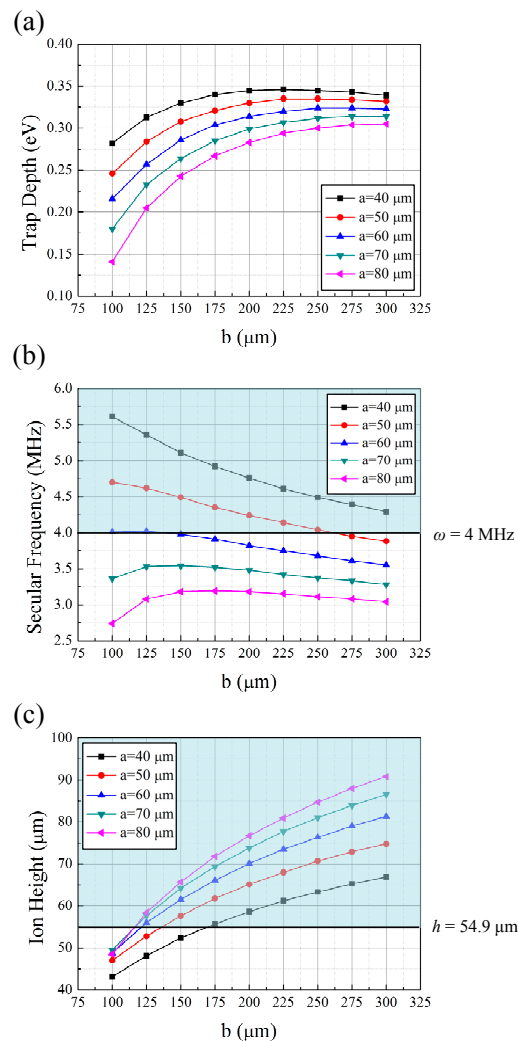 (a)
0.40
0.35
0.30
0.25
0.20
0.15
0.10
Trap Depth (eV)
a=40 μm
a=50 μm
a=60 μm
a=70 μm
a=80 μm
75 100 125 150 175 200 225 250 275 300 325
b (μm)
(b)
6.0
5.5
5.0
4.5
4.0
3.5
3.0
2.5
Secular Frequency (MHz)
a=40 μm
a=50 μm
a=60 μm
a=70 μm
a=80 μm
ω = 4 MHz
75 100 125 150 175 200 225 250 275 300 325
b (μm)
(c)
100
90
80
70
60
50
40
Ion Height (μm)
a=40 μm
a=50 μm
a=60 μm
a=70 μm
a=80 μm
h = 54.9 μm
75 100 125 150 175 200 225 250 275 300 325
b (μm)